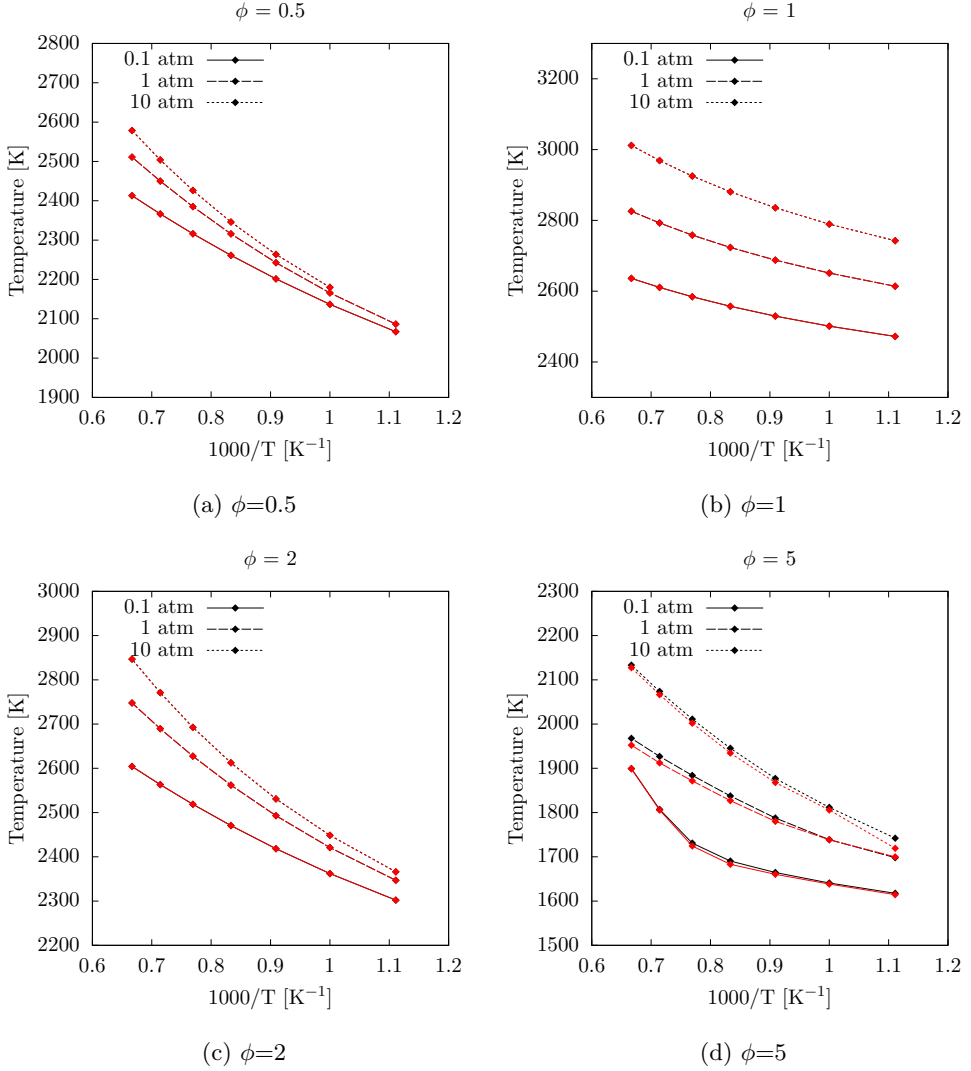 ϕ = 0.5
2800
2700
2600
2500
2400
2300
2200
2100
2000
1900
Temperature [K]
0.1 atm
1 atm
10 atm
0.6 0.7 0.8 0.9 1 1.1 1.2
1000/T [K⁻¹]
(a) ϕ=0.5
ϕ = 1
3200
3000
2800
2600
2400
Temperature [K]
0.1 atm
1 atm
10 atm
0.6 0.7 0.8 0.9 1 1.1 1.2
1000/T [K⁻¹]
(b) ϕ=1
ϕ = 2
3000
2900
2800
2700
2600
2500
2400
2300
2200
Temperature [K]
0.1 atm
1 atm
10 atm
0.6 0.7 0.8 0.9 1 1.1 1.2
1000/T [K⁻¹]
(c) ϕ=2
ϕ = 5
2300
2200
2100
2000
1900
1800
1700
1600
1500
Temperature [K]
0.1 atm
1 atm
10 atm
0.6 0.7 0.8 0.9 1 1.1 1.2
1000/T [K⁻¹]
(d) ϕ=5